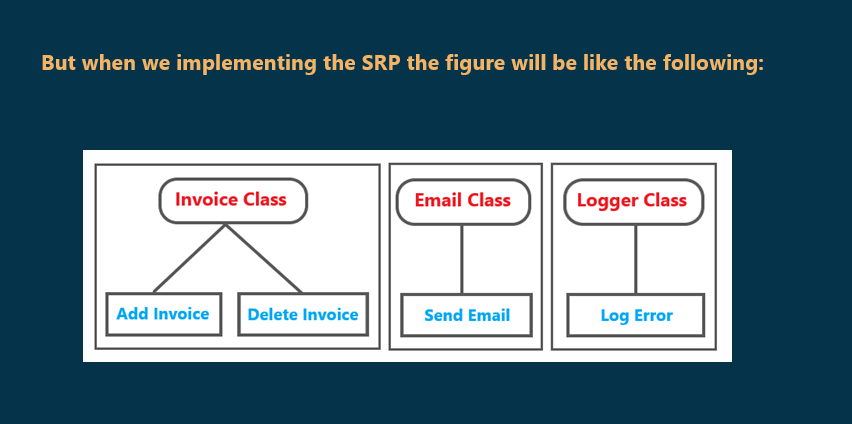 But when we implementing the SRP the figure will be like the following:
Invoice Class
Add Invoice
Delete Invoice
Email Class
Send Email
Logger Class
Log Error